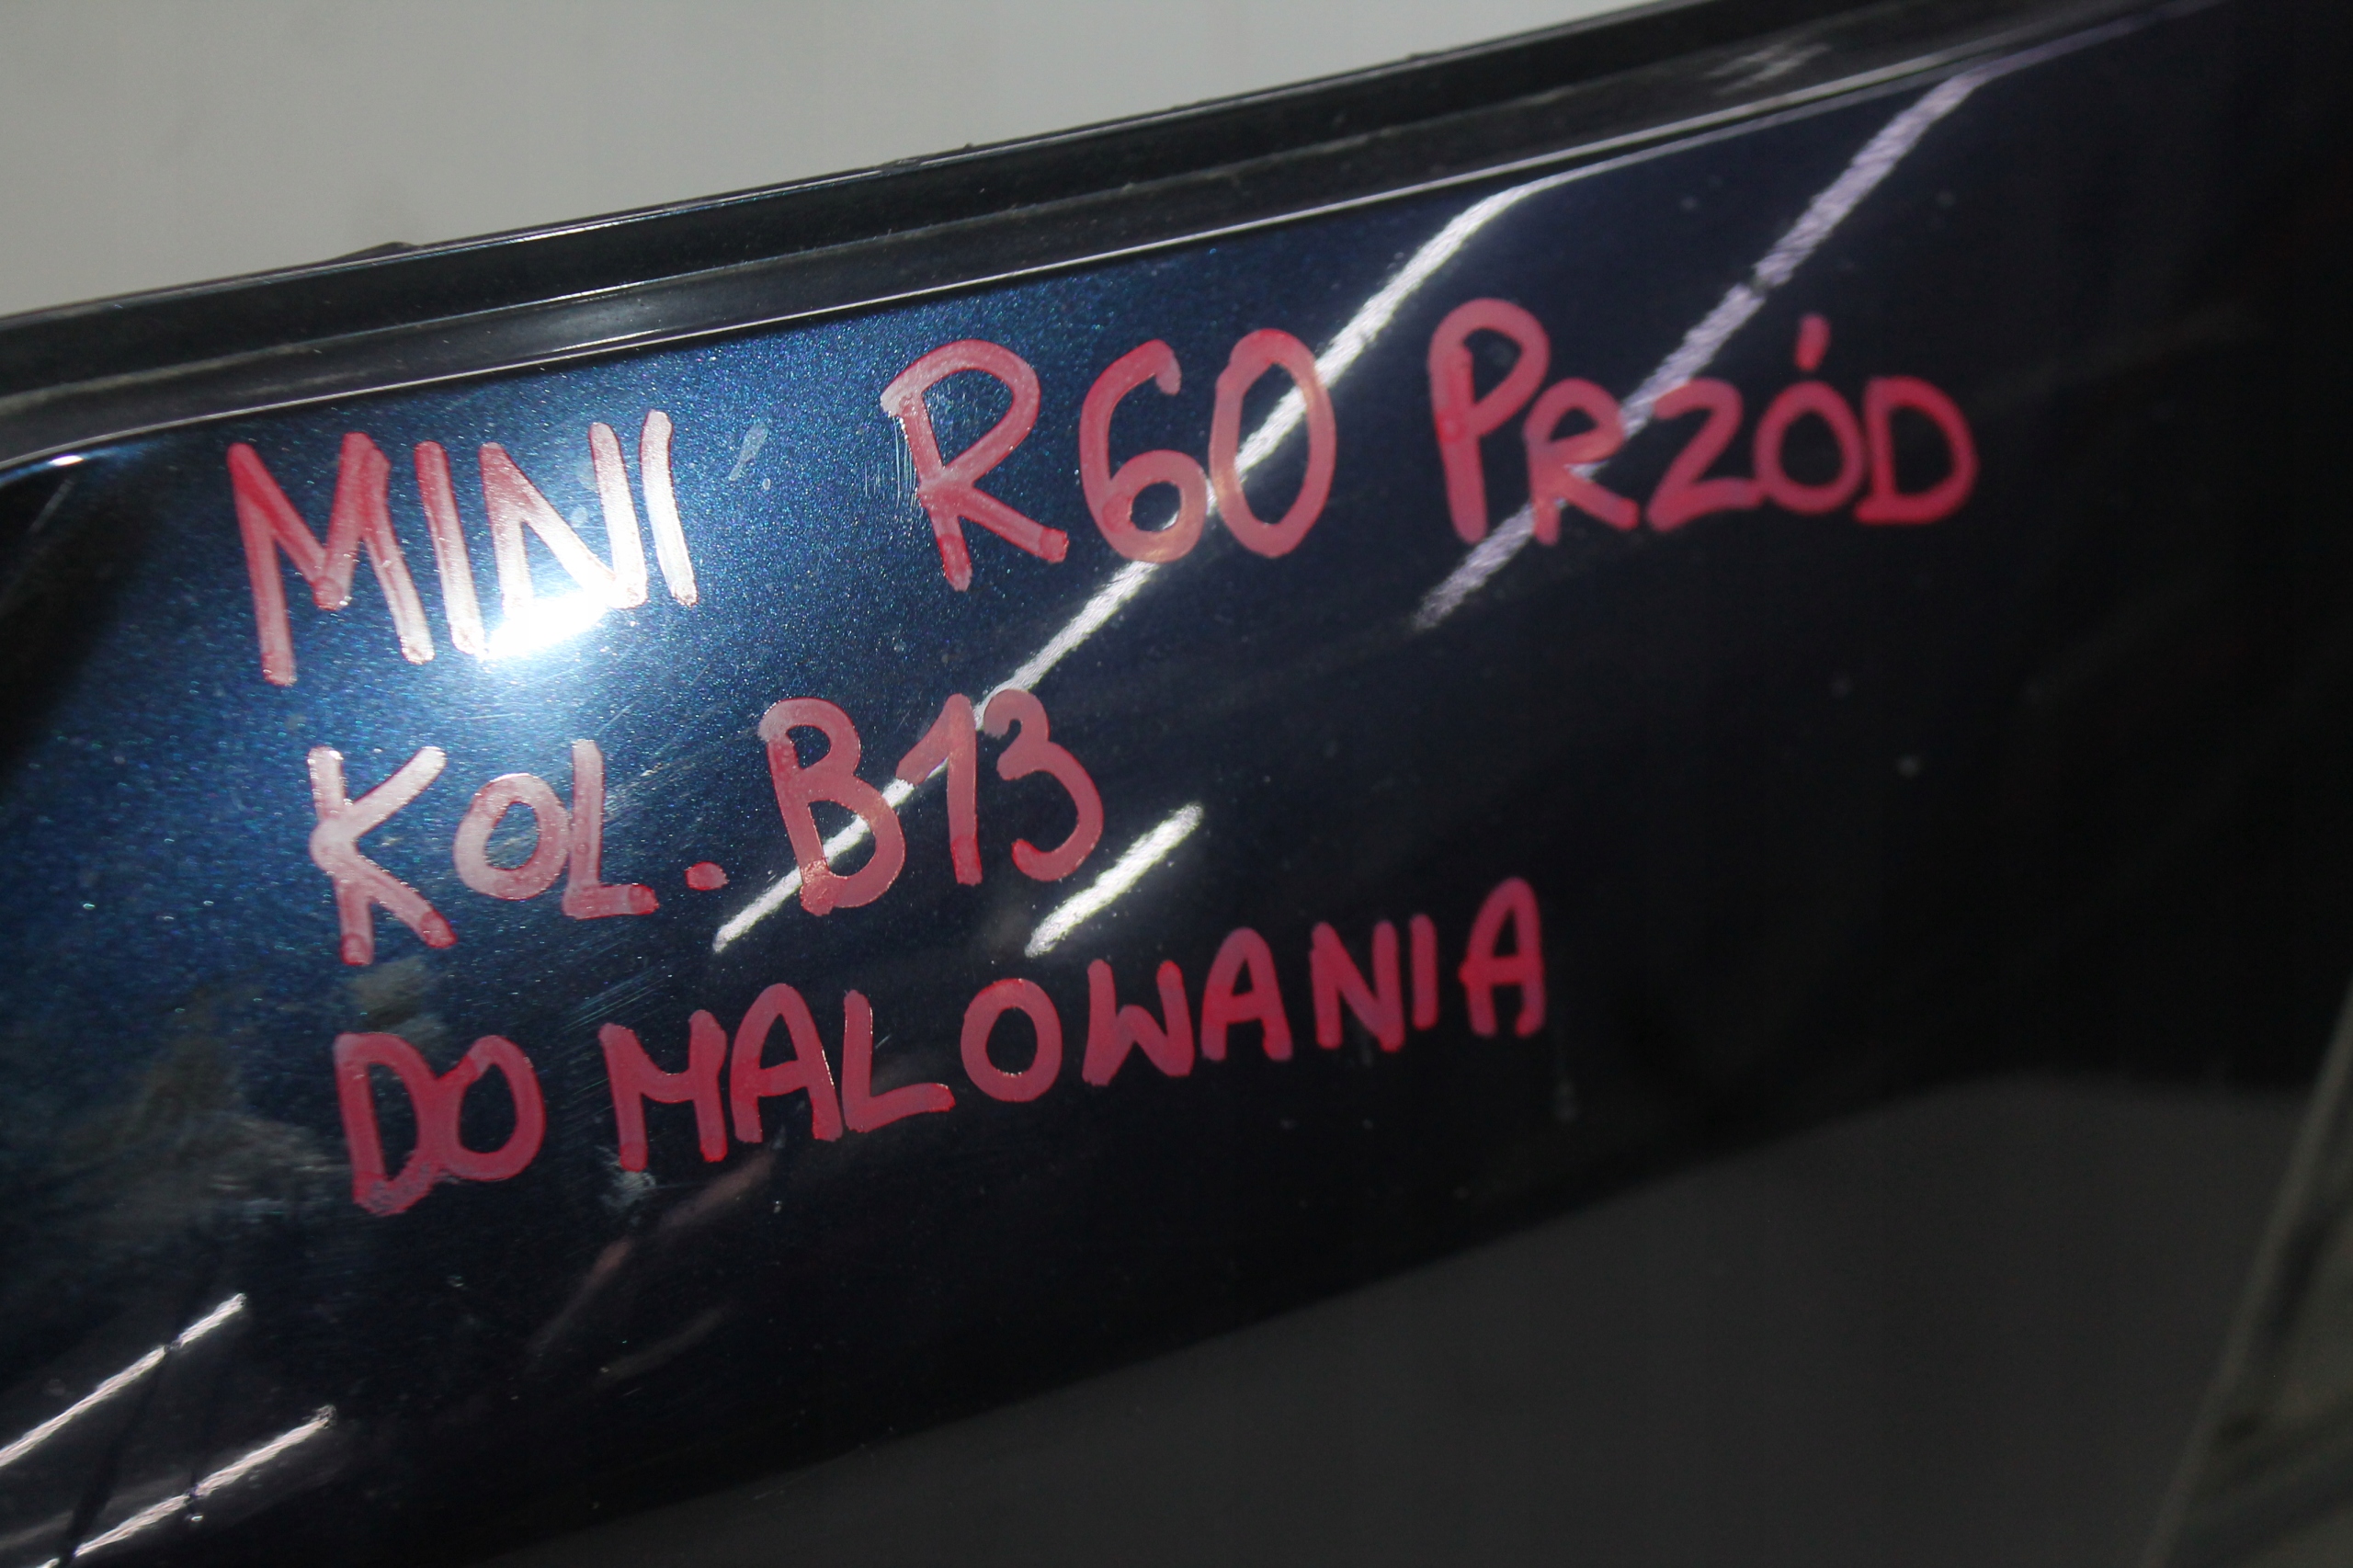 MINI R60 PRZÓD
KOL. B13
DO MALOWANIA